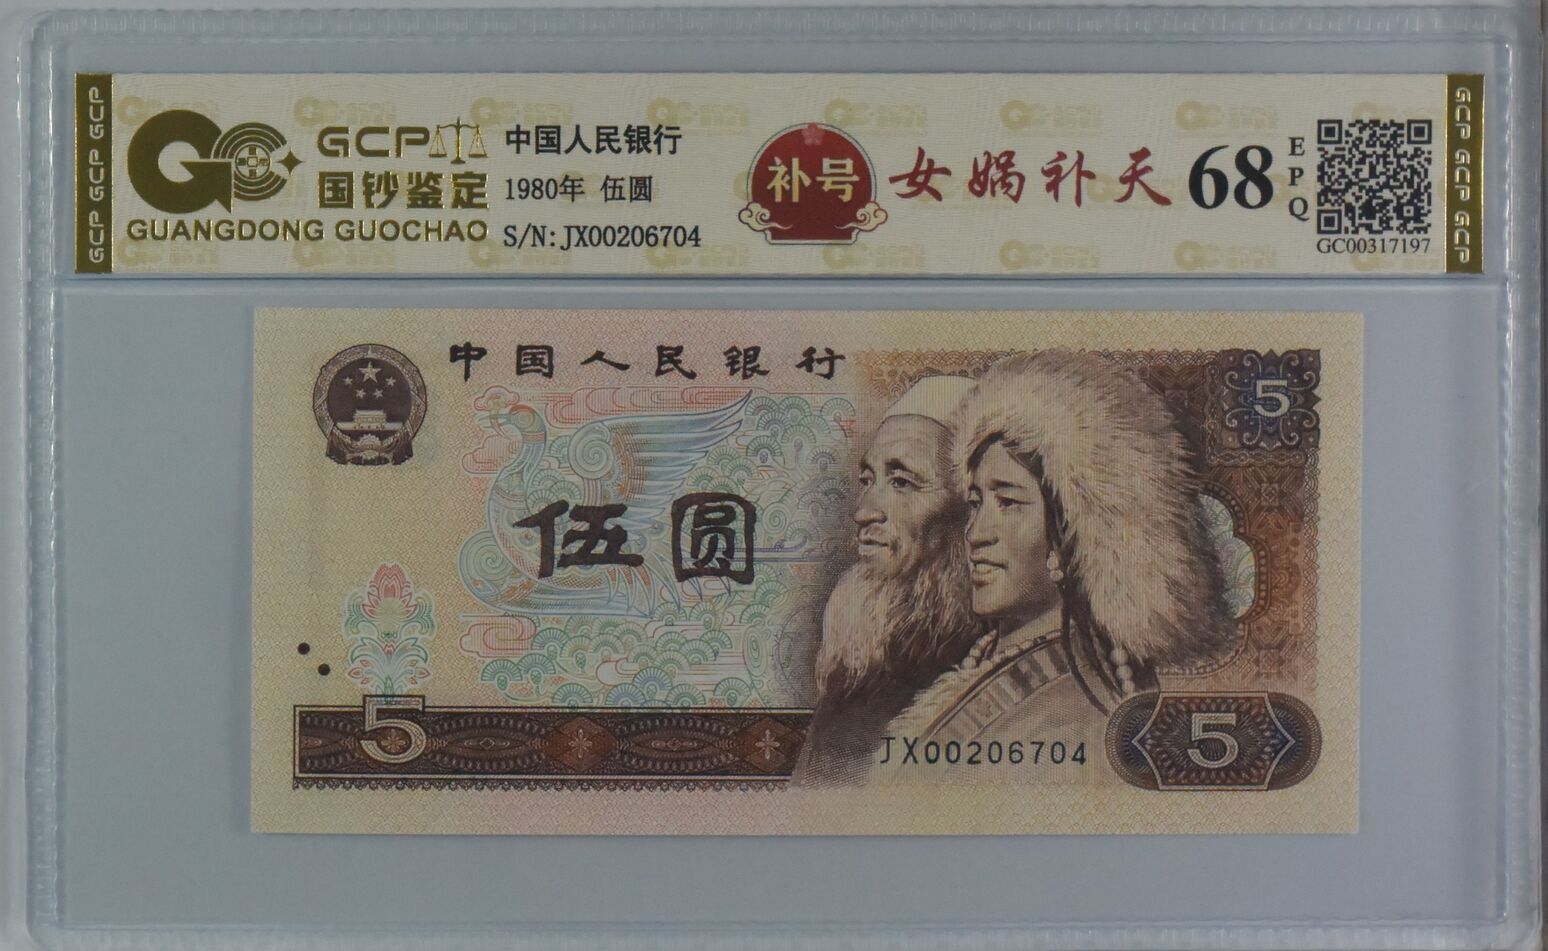 GCP GCP GCP
GCP
国钞鉴定
GUANGDONG GUOCHAO
中国人民银行
1980年 伍圆
S/N: JX00206704
补号
女娲补天
68
EPQ
GC00317197
GCP GCP GCP
中国人民银行
5
伍圆
5
JX00206704
5